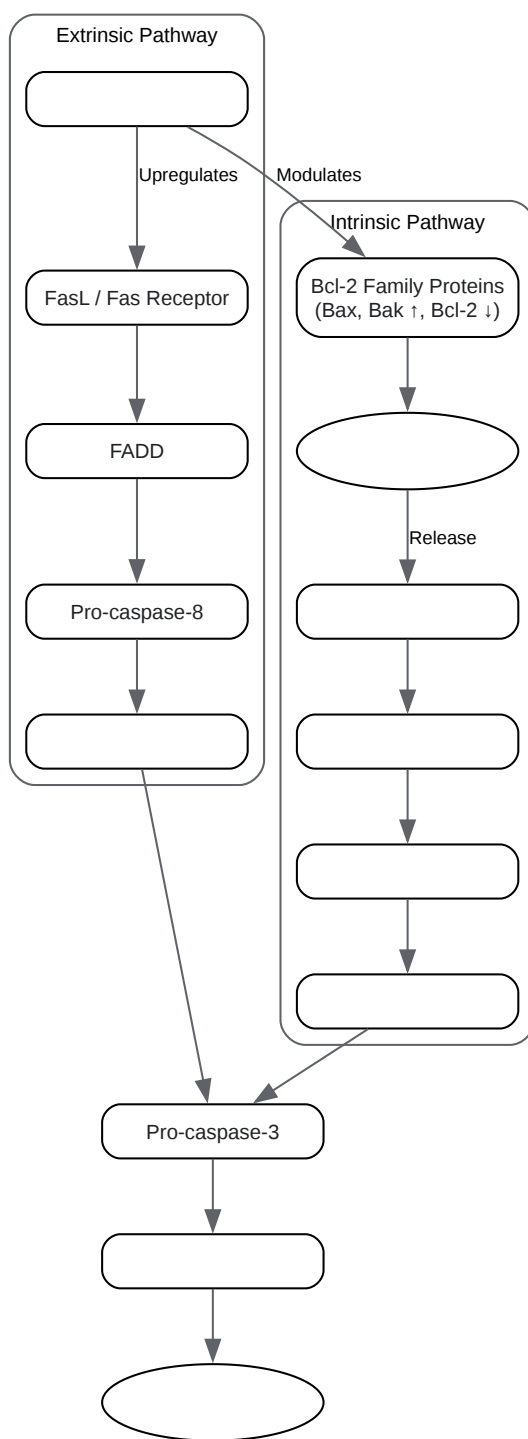 Extrinsic Pathway
Upregulates
Modulates
Intrinsic Pathway
FasL / Fas Receptor
Bcl-2 Family Proteins
(Bax, Bak ↑, Bcl-2 ↓)
FADD
Release
Pro-caspase-8
Pro-caspase-3